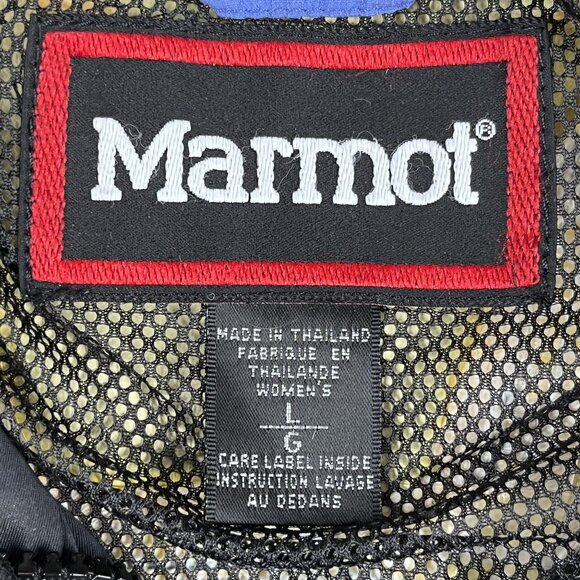 Marmot®
MADE IN THAILAND
FABRIQUE EN
THAILANDE
WOMEN'S
L
G
CARE LABEL INSIDE
INSTRUCTION LAVAGE
AU DEDANS